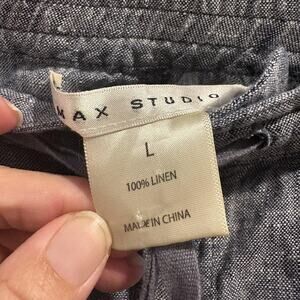 MAX STUDIO
L
100% LINEN
MADE IN CHINA